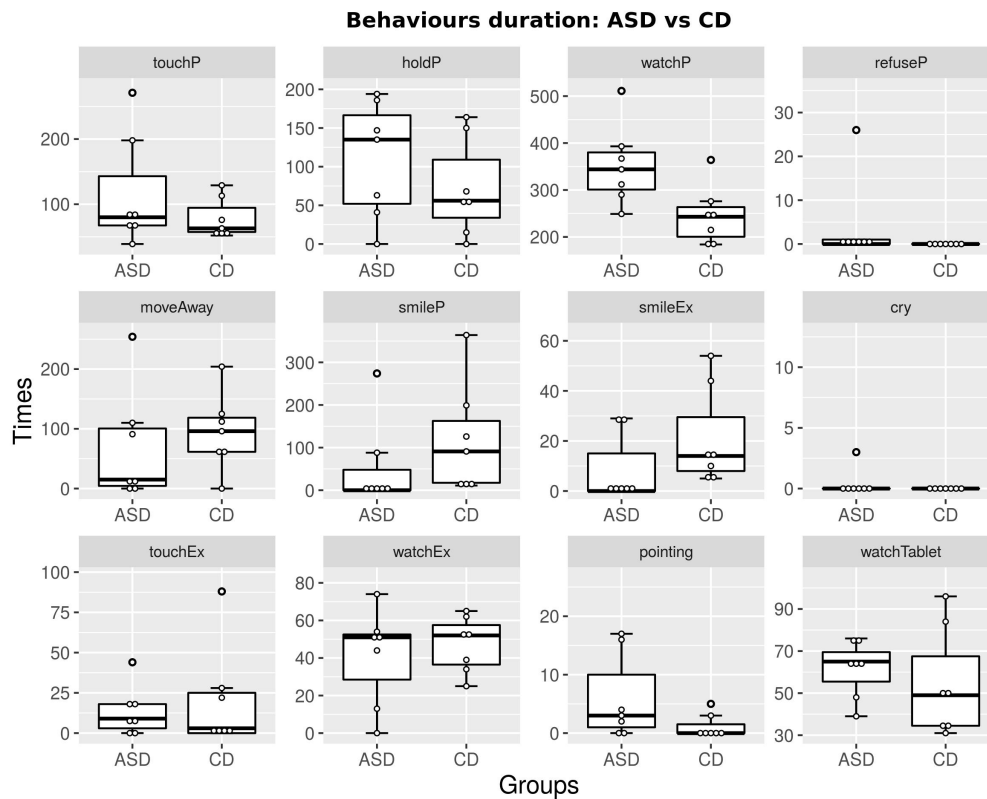 Behaviours duration: ASD vs CD
touchP
holdP
watchP
refuseP
200
100
ASD
CD
200
150
100
50
0
ASD
CD
500
400
300
200
ASD
CD
30
20
10
0
ASD
CD
moveAway
smileP
smileEx
cry
200
100
0
ASD
CD
300
200
100
0
ASD
CD
60
40
20
0
ASD
CD
10
5
0
ASD
CD
touchEx
watchEx
pointing
watchTablet
100
75
50
25
0
ASD
CD
80
60
40
20
0
ASD
CD
20
10
0
ASD
CD
90
70
50
30
ASD
CD
Times
Groups